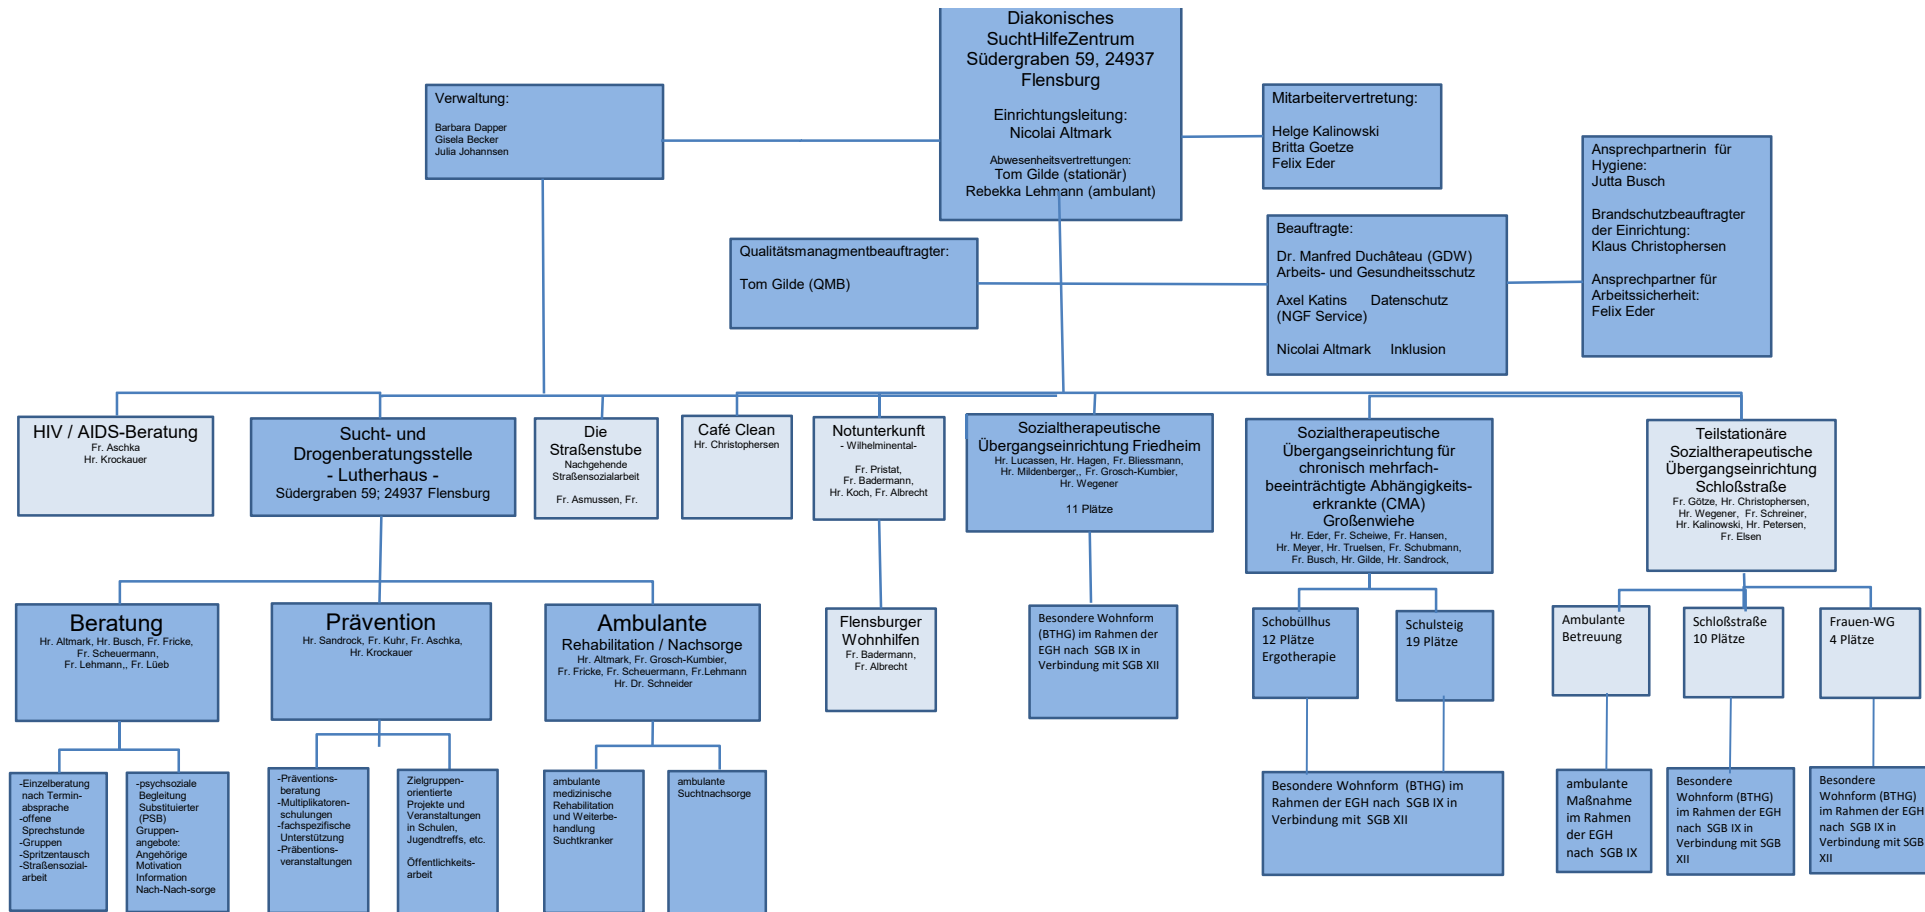 Diakonisches
SuchtHilfeZentrum
Südergraben 59, 24937
Flensburg
Einrichtungsleitung:
Nicolai Altmark
Abwesenheitsvertrettungen:
Tom Gilde (stationär)
Rebekka Lehmann (ambulant)
Verwaltung:
Barbara Dapper
Gisela Becker
Julia Johannsen
Mitarbeitervertretung:
Helge Kalinowski
Britta Goetze
Felix Eder
Ansprechpartnerin für
Hygiene:
Jutta Busch
Brandschutzbeauftragter
der Einrichtung:
Klaus Christophersen
Ansprechpartner für
Arbeitssicherheit:
Felix Eder
Qualitätsmanagmentbeauftragter:
Tom Gilde (QMB)
Beauftragte:
Dr. Manfred Duchâteau (GDW)
Arbeits- und Gesundheitsschutz
Axel Katins Datenschutz
(NGF Service)
Nicolai Altmark Inklusion
HIV / AIDS-Beratung
Fr. Aschka
Hr. Krockauer
Sucht- und
Drogenberatungsstelle
- Lutherhaus -
Südergraben 59; 24937 Flensburg
Die
Straßenstube
Nachgehende
Straßensozialarbeit
Fr. Asmussen, Fr.
Café Clean
Hr. Christophersen
Notunterkunft
- Wilhelminental-
Fr. Pristat,
Fr. Badermann,
Hr. Koch, Fr. Albrecht
Sozialtherapeutische
Übergangseinrichtung Friedheim
Hr. Lucassen, Hr. Hagen, Fr. Bliessmann,
Hr. Mildenberger,, Fr. Grosch-Kumbier,
Hr. Wegener
11 Plätze
Sozialtherapeutische
Übergangseinrichtung für
chronisch mehrfach-
beeinträchtigte Abhängigkeits-
erkrankte (CMA)
Großenwiehe
Hr. Eder, Fr. Scheiwe, Fr. Hansen,
Hr. Meyer, Hr. Truelsen, Fr. Schubmann,
Fr. Busch, Hr. Gilde, Hr. Sandrock,
Teilstationäre
Sozialtherapeutische
Übergangseinrichtung
Schloßstraße
Fr. Götze, Hr. Christophersen,
Hr. Wegener, Fr. Schreiner,
Hr. Kalinowski, Hr. Petersen,
Fr. Elsen
Beratung
Hr. Altmark, Hr. Busch, Fr. Fricke,
Fr. Scheuermann,
Fr. Lehmann,, Fr. Lüeb
Prävention
Hr. Sandrock, Fr. Kuhr, Fr. Aschka,
Hr. Krockauer
Ambulante
Rehabilitation / Nachsorge
Hr. Altmark, Fr. Grosch-Kumbier,
Fr. Fricke, Fr. Scheuermann, Fr.Lehmann
Hr. Dr. Schneider
Flensburger
Wohnhilfen
Fr. Badermann,
Fr. Albrecht
Besondere Wohnform
(BTHG) im Rahmen der
EGH nach SGB IX in
Verbindung mit SGB XII
Schobüllhus
12 Plätze
Ergotherapie
Schulsteig
19 Plätze
Ambulante
Betreuung
Schloßstraße
10 Plätze
Frauen-WG
4 Plätze
-Einzelberatung
nach Termin-
absprache
-offene
Sprechstunde
-Gruppen
-Spritzentausch
-Straßensozial-
arbeit
-psychosoziale
Begleitung
Substituierter
(PSB)
Gruppen-
angebote:
Angehörige
Motivation
Information
Nach-Nach-sorge
-Präventions-
beratung
-Multiplikatoren-
schulungen
-fachspezifische
Unterstützung
-Präbentions-
veranstaltungen
Zielgruppen-
orientierte
Projekte und
Veranstaltungen
in Schulen,
Jugendtreffs, etc.
Öffentlichkeits-
arbeit
ambulante
medizinische
Rehabilitation
und Weiterbe-
handlung
Suchtkranker
ambulante
Suchtnachsorge
Besondere Wohnform (BTHG) im
Rahmen der EGH nach SGB IX in
Verbindung mit SGB XII
ambulante
Maßnahme
im Rahmen
der EGH
nach SGB IX
Besondere
Wohnform (BTHG)
im Rahmen der EGH
nach SGB IX in
Verbindung mit SGB
XII
Besondere
Wohnform (BTHG)
im Rahmen der EGH
nach SGB IX in
Verbindung mit SGB
XII